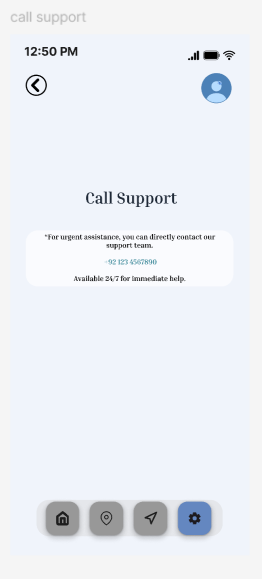 call support
12:50 PM
Call Support
*For urgent assistance, you can directly contact our
support team.
+92 123 4567890
Available 24/7 for immediate help.